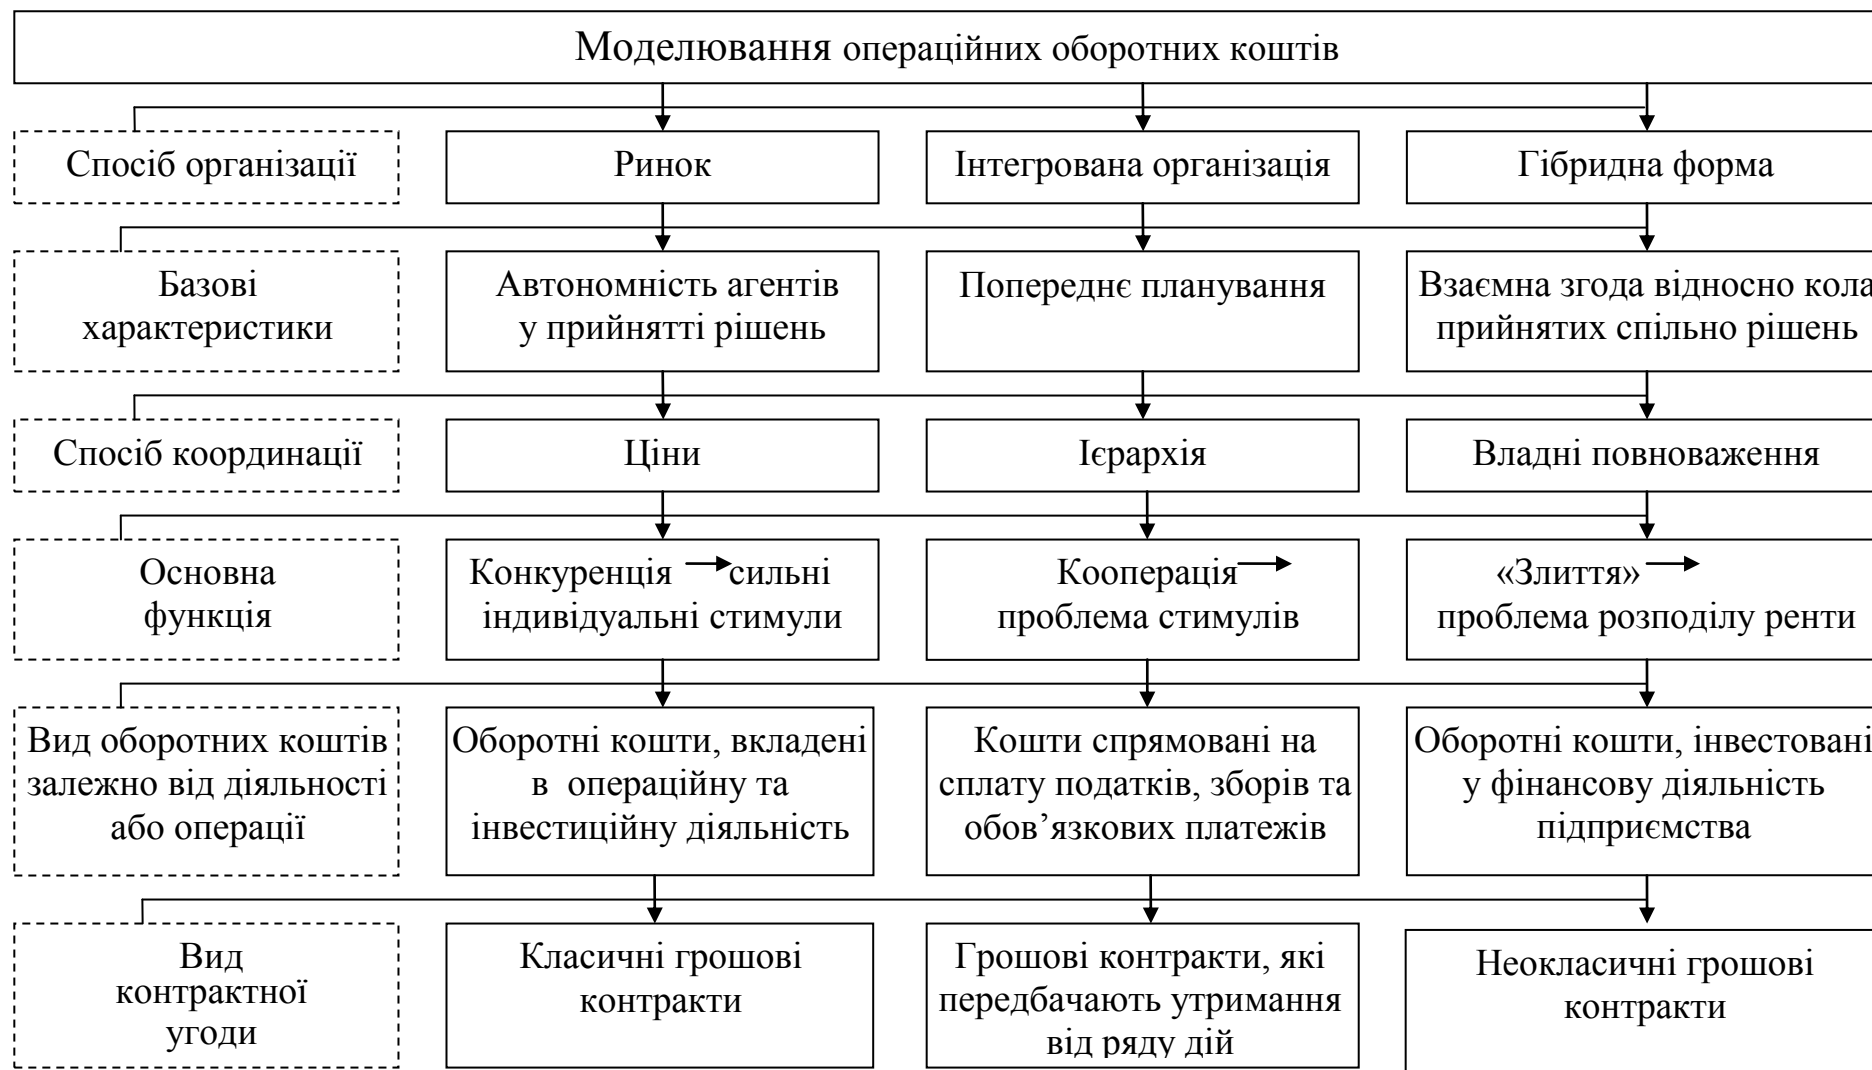 Моделювання операційних оборотних коштів
Спосіб організації
Ринок
Інтегрована організація
Гібридна форма
Базові
характеристики
Автономність агентів
у прийнятті рішень
Попереднє планування
Взаємна згода відносно кола
прийнятих спільно рішень
Спосіб координації
Ціни
Ієрархія
Владні повноваження
Основна
функція
Конкуренція → сильні
індивідуальні стимули
Кооперація →
проблема стимулів
«Злиття» →
проблема розподілу ренти
Вид оборотних коштів
залежно від діяльності
або операції
Оборотні кошти, вкладені
в операційну та
інвестиційну діяльність
Кошти спрямовані на
сплату податків, зборів та
обов’язкових платежів
Оборотні кошти, інвестовані
у фінансову діяльність
підприємства
Вид
контрактної
угоди
Класичні грошові
контракти
Грошові контракти, які
передбачають утримання
від ряду дій
Неокласичні грошові
контракти